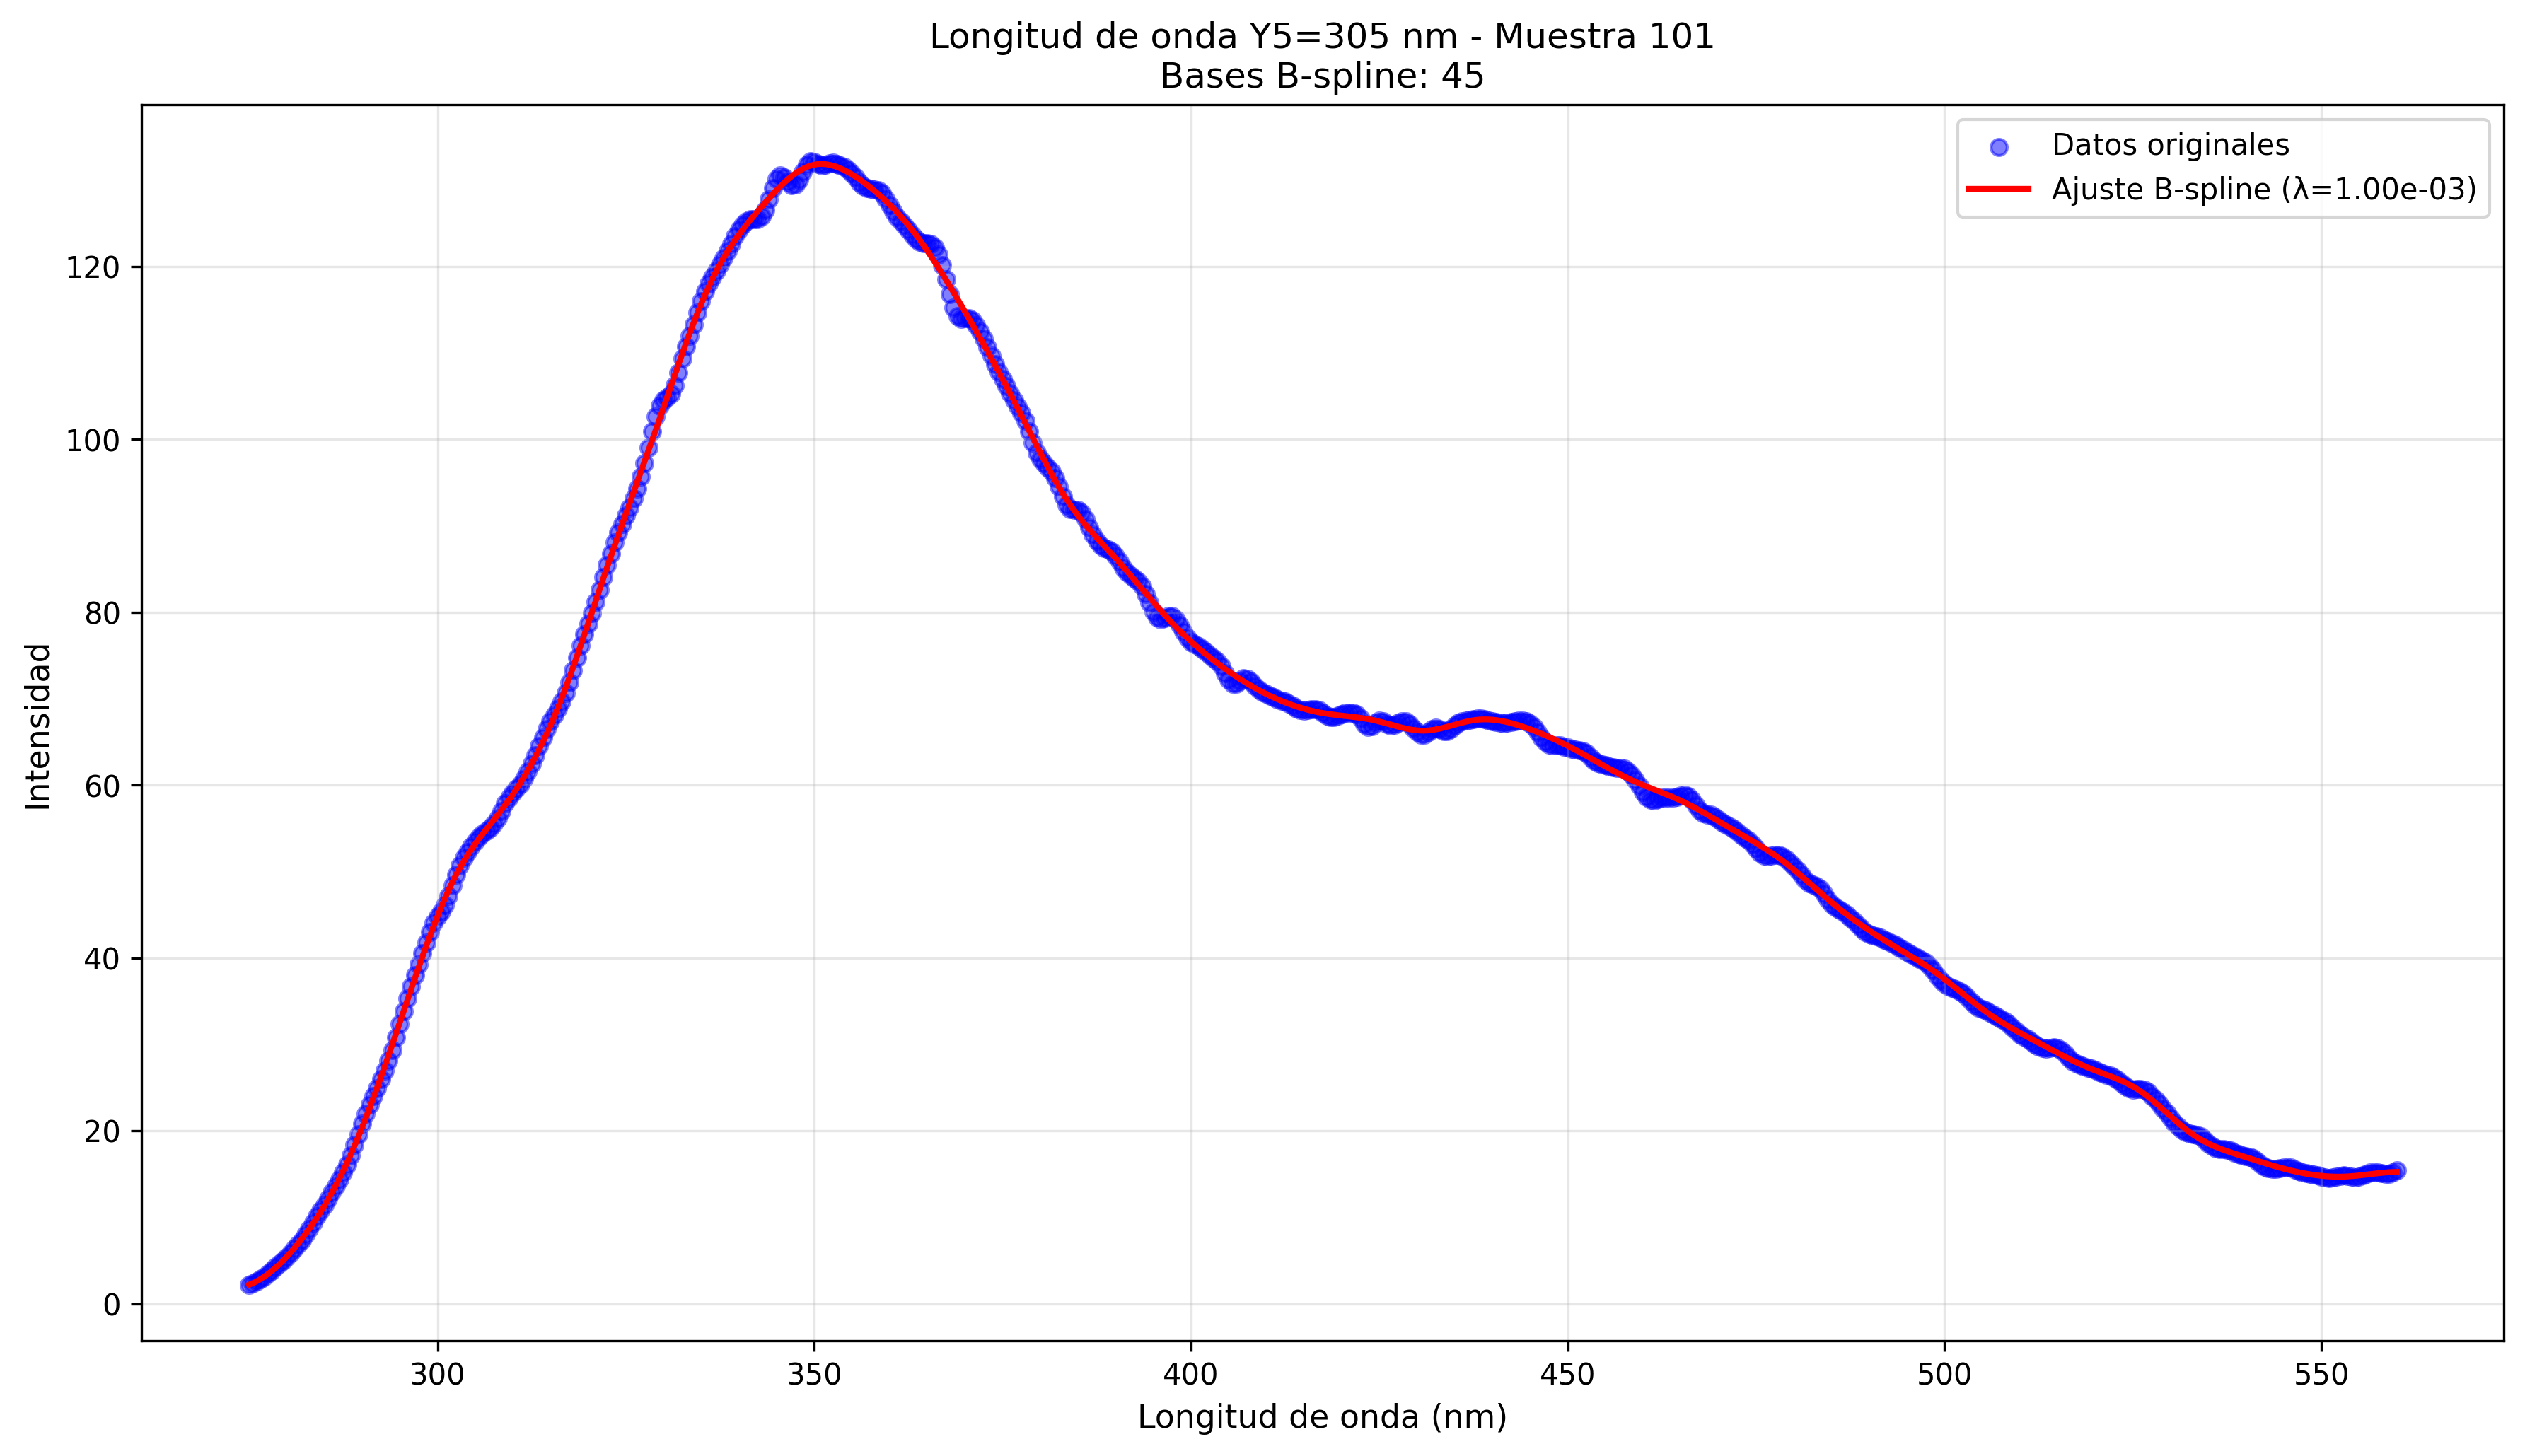 Longitud de onda Y5=305 nm - Muestra 101
Bases B-spline: 45
Datos originales
Ajuste B-spline (λ=1.00e-03)
Intensidad
120
100
80
60
40
20
0
300 350 400 450 500 550
Longitud de onda (nm)